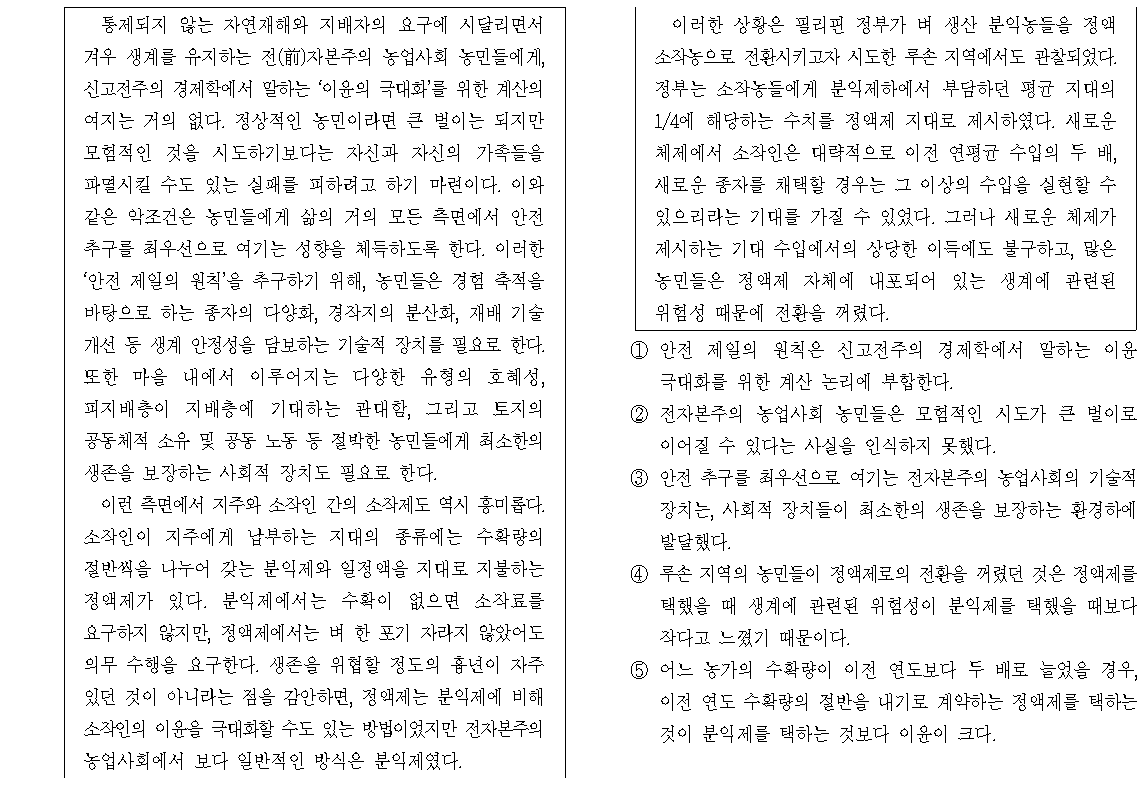 통제되지 않는 자연재해와 지배자의 요구에 시달리면서
겨우 생계를 유지하는 전(前)자본주의 농업사회 농민들에게,
신고전주의 경제학에서 말하는 ‘이윤의 극대화’를 위한 계산의
여지는 거의 없다. 정상적인 농민이라면 큰 벌이는 되지만
모험적인 것을 시도하기보다는 자신과 자신의 가족들을
파멸시킬 수도 있는 실패를 피하려고 하기 마련이다. 이와
같은 악조건은 농민들에게 삶의 거의 모든 측면에서 안전
추구를 최우선으로 여기는 성향을 체득하도록 한다. 이러한
‘안전 제일의 원칙’을 추구하기 위해, 농민들은 경험 축적을
바탕으로 하는 종자의 다양화, 경작지의 분산화, 재배 기술
개선 등 생계 안정성을 담보하는 기술적 장치를 필요로 한다.
또한 마을 내에서 이루어지는 다양한 유형의 호혜성,
피지배층이 지배층에 기대하는 관대함, 그리고 토지의
공동체적 소유 및 공동 노동 등 절박한 농민들에게 최소한의
생존을 보장하는 사회적 장치도 필요로 한다.
이런 측면에서 지주와 소작인 간의 소작제도 역시 흥미롭다.
소작인이 지주에게 납부하는 지대의 종류에는 수확량의
절반씩을 나누어 갖는 분익제와 일정액을 지대로 지불하는
정액제가 있다. 분익제에서는 수확이 없으면 소작료를
요구하지 않지만, 정액제에서는 벼 한 포기 자라지 않았어도
의무 수행을 요구한다. 생존을 위협할 정도의 흉년이 자주
있던 것이 아니라는 점을 감안하면, 정액제는 분익제에 비해
소작인의 이윤을 극대화할 수도 있는 방법이었지만 전자본주의
농업사회에서 보다 일반적인 방식은 분익제였다.
이러한 상황은 필리핀 정부가 벼 생산 분익농들을 정액
소작농으로 전환시키고자 시도한 루손 지역에서도 관찰되었다.
정부는 소작농들에게 분익제하에서 부담하던 평균 지대의
1/4에 해당하는 수치를 정액제 지대로 제시하였다. 새로운
체제에서 소작인은 대략적으로 이전 연평균 수입의 두 배,
새로운 종자를 채택할 경우는 그 이상의 수입을 실현할 수
있으리라는 기대를 가질 수 있었다. 그러나 새로운 체제가
제시하는 기대 수입에서의 상당한 이득에도 불구하고, 많은
농민들은 정액제 자체에 내포되어 있는 생계에 관련된
위험성 때문에 전환을 꺼렸다.
① 안전 제일의 원칙은 신고전주의 경제학에서 말하는 이윤
극대화를 위한 계산 논리에 부합한다.
② 전자본주의 농업사회 농민들은 모험적인 시도가 큰 벌이로
이어질 수 있다는 사실을 인식하지 못했다.
③ 안전 추구를 최우선으로 여기는 전자본주의 농업사회의 기술적
장치는, 사회적 장치들이 최소한의 생존을 보장하는 환경하에
발달했다.
④ 루손 지역의 농민들이 정액제로의 전환을 꺼렸던 것은 정액제를
택했을 때 생계에 관련된 위험성이 분익제를 택했을 때보다
작다고 느꼈기 때문이다.
⑤ 어느 농가의 수확량이 이전 연도보다 두 배로 늘었을 경우,
이전 연도 수확량의 절반을 내기로 계약하는 정액제를 택하는
것이 분익제를 택하는 것보다 이윤이 크다.